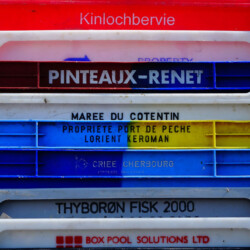 Kinlochbervie
PROPERTY
PINTEAUX-RENET
MAREE DU COTENTIN
PROPRIETE PORT DE PECHE
LORIENT KEROMAN
CRIEE CHERBOURG
THYBORØN FISK 2000
BOX POOL SOLUTIONS LTD